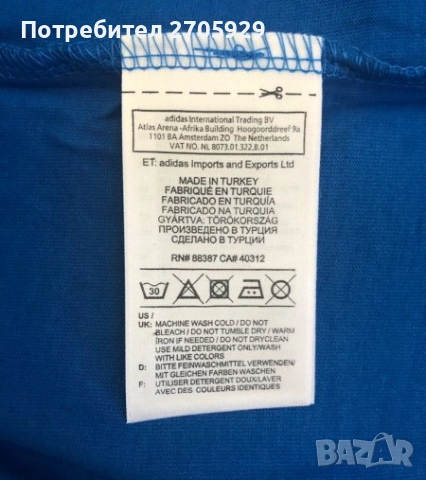 Потребител 2705929
adidas International Trading BV
Atlas Arena -Afrika Building Hoogoorddreef 9a
1101 BA Amsterdam ZO The Netherlands
VAT NO. NL 8073.01.322.B.01
ET: adidas Imports and Exports Ltd
MADE IN TURKEY
FABRIQUÉ EN TURQUIE
FABRICADO EN TURQUÍA
FABRICADO NA TURQUIA
GYÁRTVA: TÖRÖKORSZÁG
ПРОИЗВЕДЕНО В ТУРЦИЯ
СДЕЛАНО В ТУРЦИИ
RN# 88387 CA# 40312
30
US /
UK: MACHINE WASH COLD / DO NOT
BLEACH / DO NOT TUMBLE DRY / WARM
IRON IF NEEDED / DO NOT DRYCLEAN
USE MILD DETERGENT ONLY/WASH
WITH LIKE COLORS
D: BITTE FEINWASCHMITTEL VERWENDEN/
MIT GLEICHEN FARBEN WASCHEN
F: UTILISER DETERGENT DOUX/LAVER
AVEC DES COULEURS IDENTIQUES
BAZAR